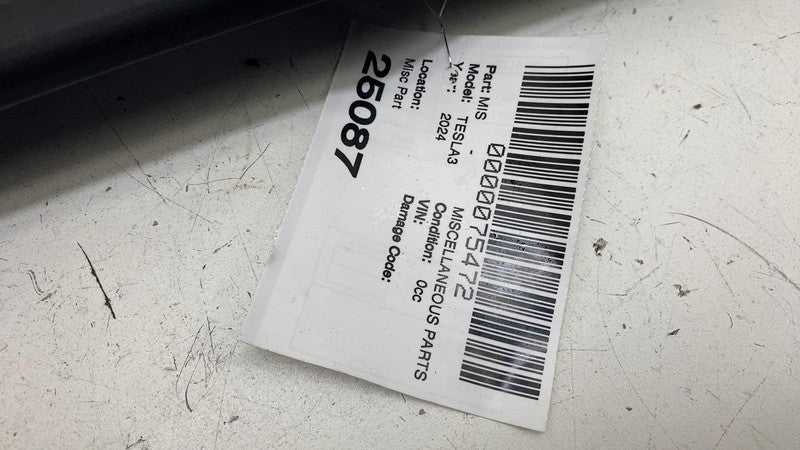 0000075472
Part: MIS - MISCELLANEOUS PARTS
Model: TESLA3 Condition: 0cc
Year: 2024 VIN:
Damage Code:
Location:
Misc Part
25087